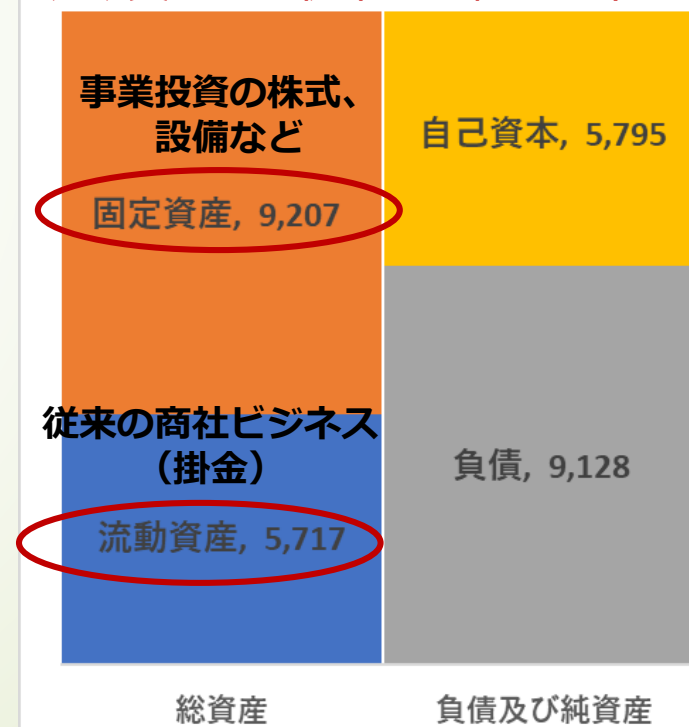 事業投資の株式、
設備など
固定資産, 9,207
従来の商社ビジネス
（掛金）
流動資産, 5,717
自己資本, 5,795
負債, 9,128
総資産
負債及び純資産